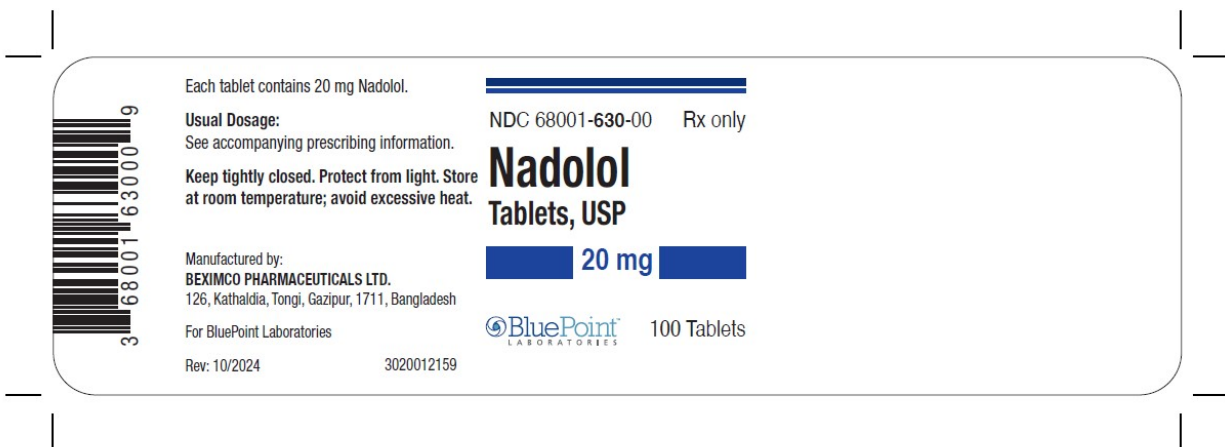 3 68001 63000 9
Each tablet contains 20 mg Nadolol.
Usual Dosage:
See accompanying prescribing information.
Keep tightly closed. Protect from light. Store
at room temperature; avoid excessive heat.
Manufactured by:
BEXIMCO PHARMACEUTICALS LTD.
126, Kathaldia, Tongi, Gazipur, 1711, Bangladesh
For BluePoint Laboratories
Rev: 10/2024 3020012159
NDC 68001-630-00 Rx only
Nadolol
Tablets, USP
20 mg
BluePoint™ 100 Tablets
LABORATORIES